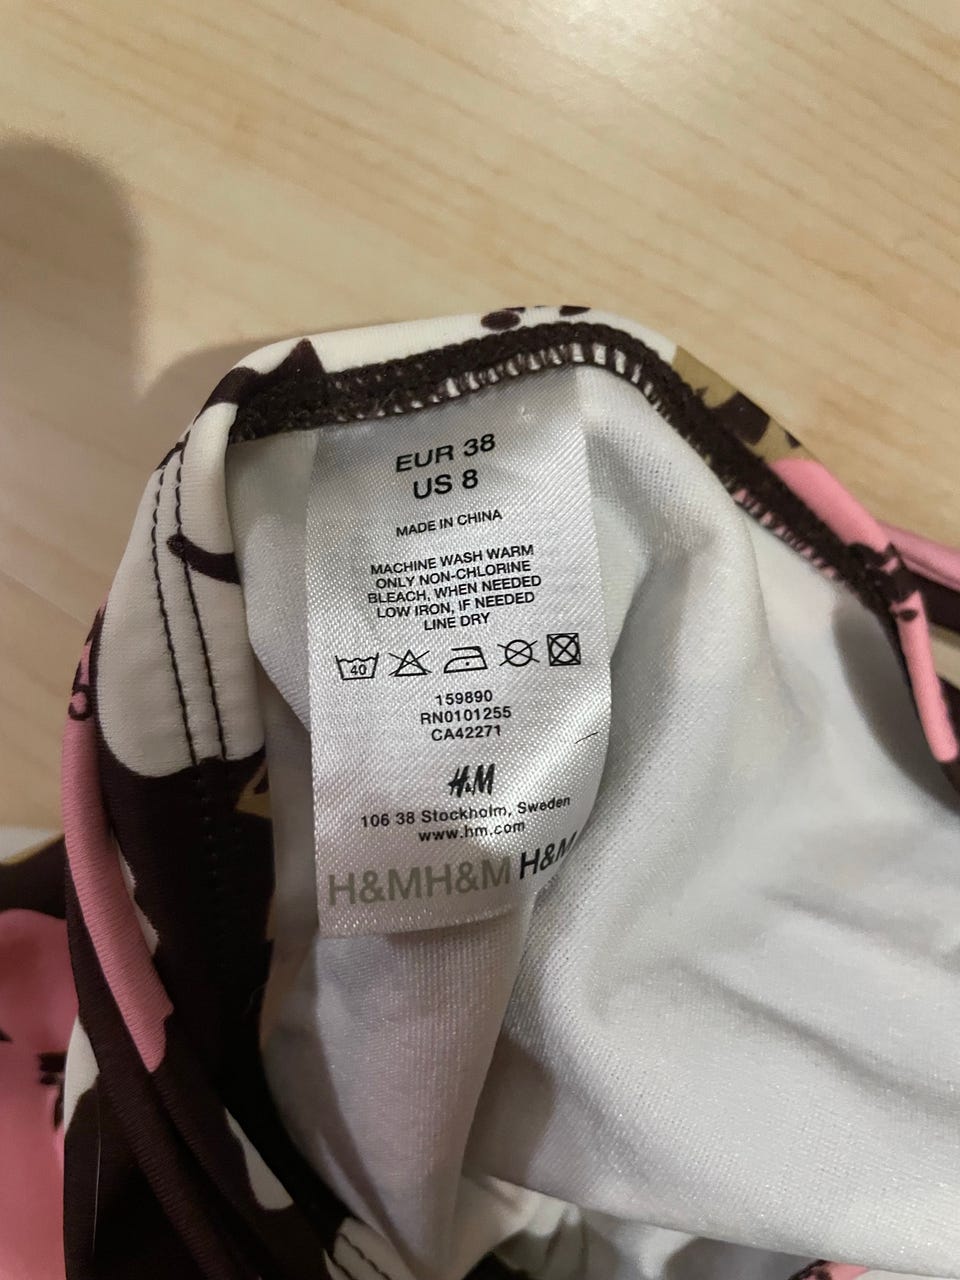 EUR 38
US 8
MADE IN CHINA
MACHINE WASH WARM
ONLY NON-CHLORINE
BLEACH, WHEN NEEDED
LOW IRON, IF NEEDED
LINE DRY
40
159890
RN0101255
CA42271
H&M
106 38 Stockholm, Sweden
www.hm.com
H&MH&M H&M